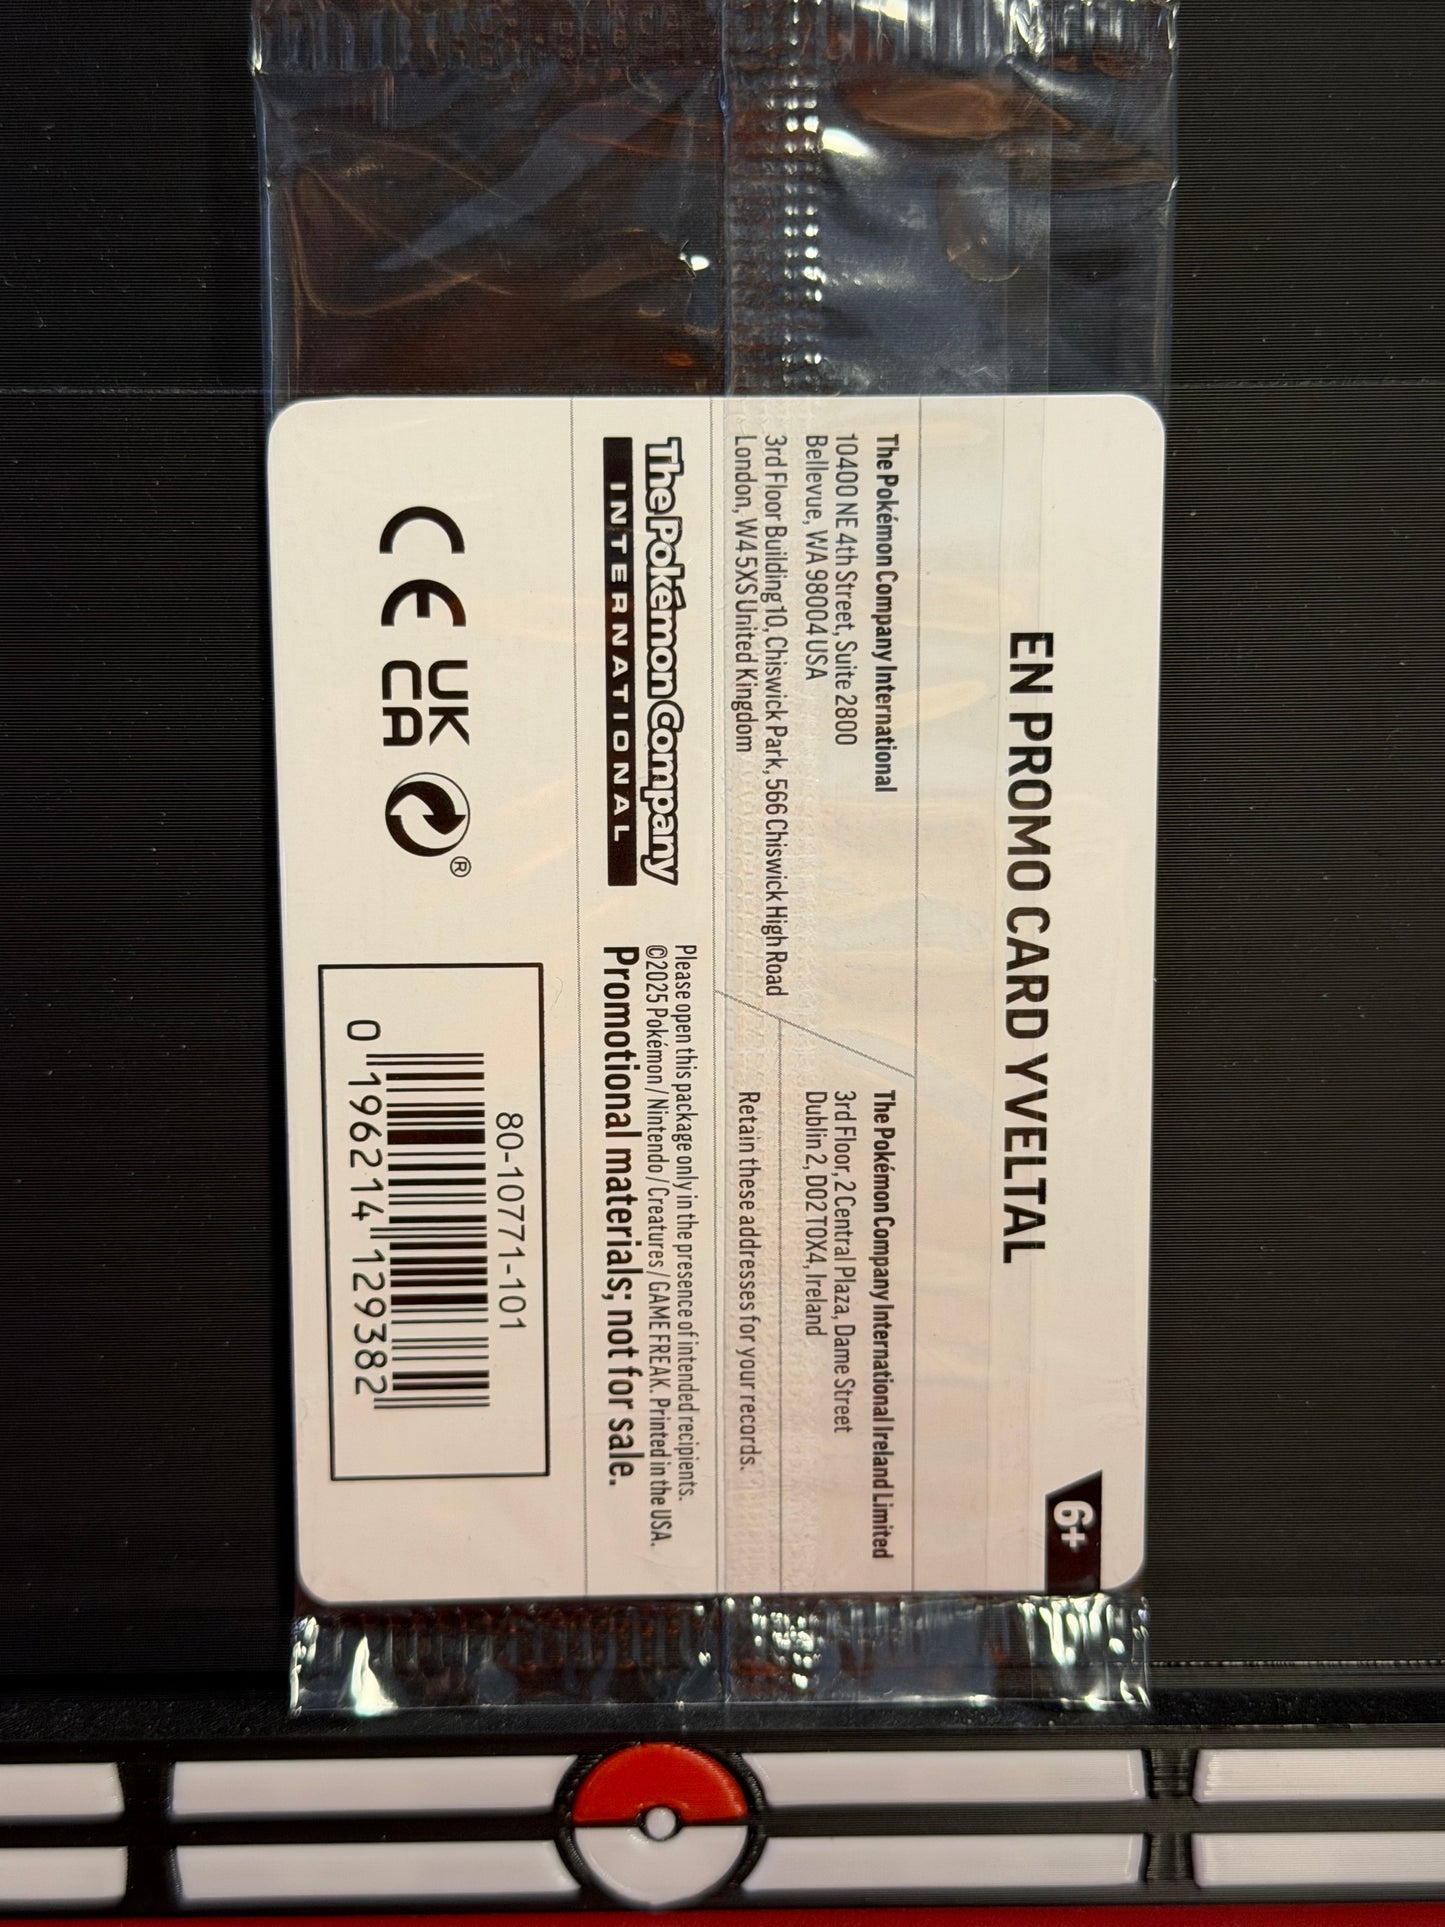 EN PROMO CARD YVELTAL
6+
The Pokémon Company International
10400 NE 4th Street, Suite 2800
Bellevue, WA 98004 USA
3rd Floor Building 10, Chiswick Park, 566 Chiswick High Road
London, W4 5XS United Kingdom
The Pokémon Company International Ireland Limited
3rd Floor, 2 Central Plaza, Dame Street
Dublin 2, D02 T0X4, Ireland
Retain these addresses for your records.
The Pokémon Company
INTERNATIONAL
Please open this package only in the presence of intended recipients.
©2025 Pokémon / Nintendo / Creatures / GAME FREAK. Printed in the USA.
Promotional materials; not for sale.
CE
UK
CA
®
80-10771-101
0 196214 129382